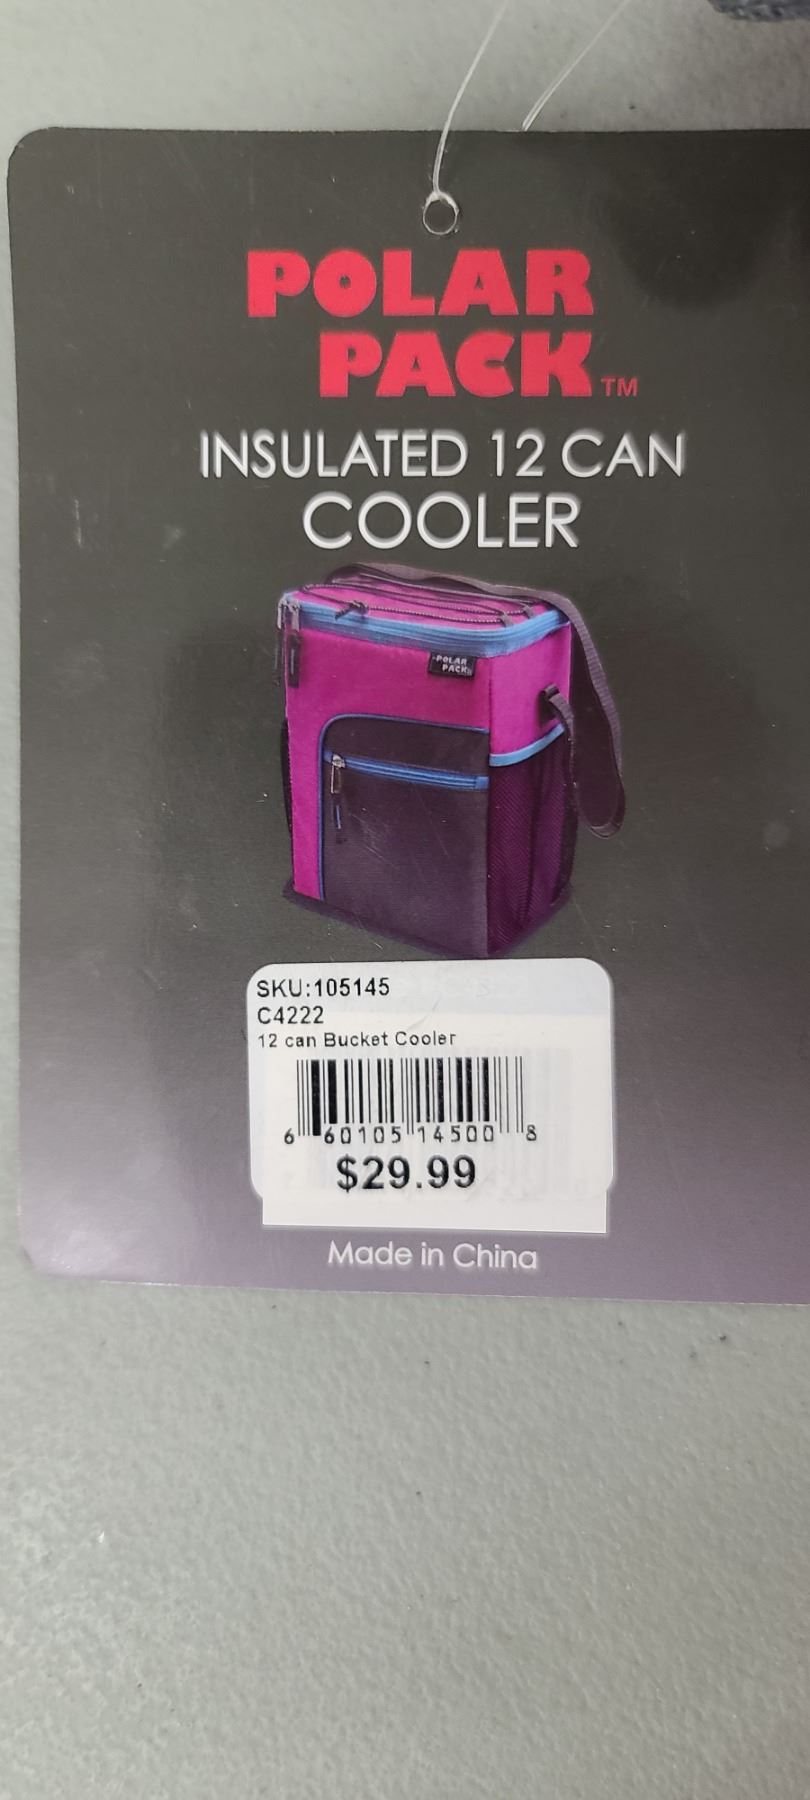 POLAR
PACK™
INSULATED 12 CAN
COOLER
POLAR
PACK
SKU:105145
C4222
12 can Bucket Cooler
6 60105 14500 8
$29.99
Made in China